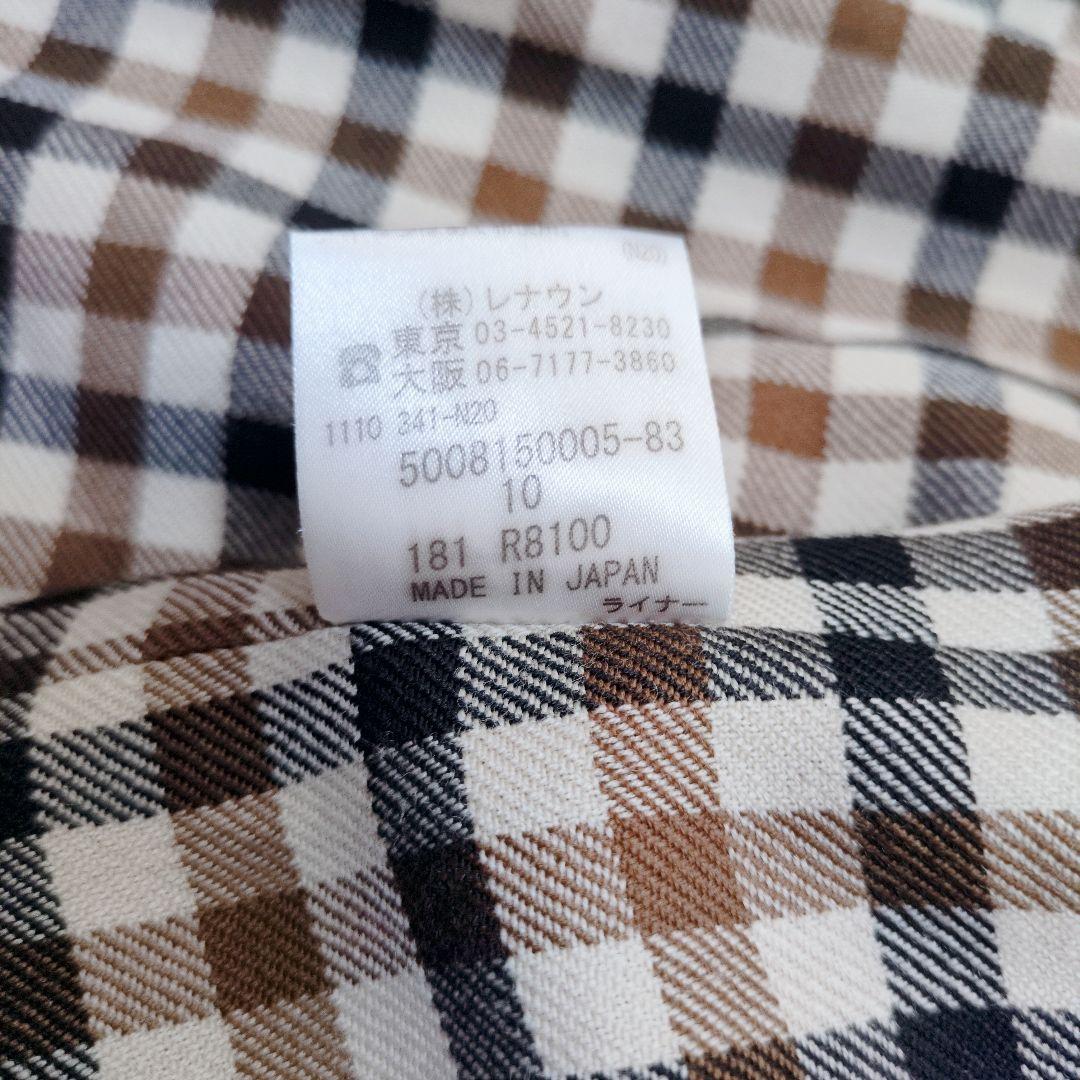 (N20)
(株)レナウン
東京 03-4521-8230
大阪 06-7177-3860
1110 341-N20
5008150005-83
10
181 R8100
MADE IN JAPAN
ライナー